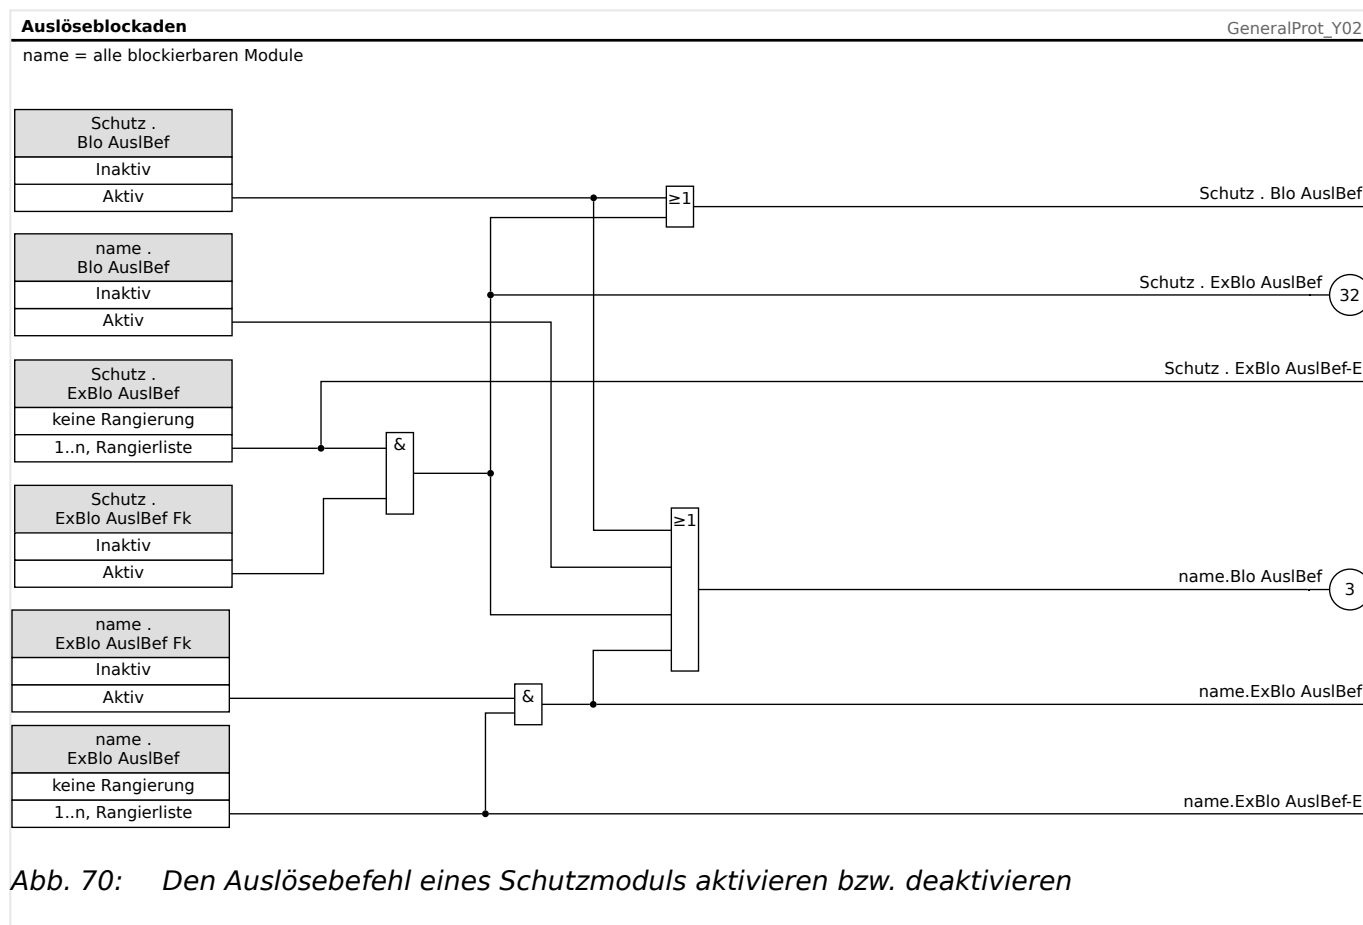 Auslöseblockaden
GeneralProt_Y02
name = alle blockierbaren Module
Schutz .
Blo AuslBef
Inaktiv
Aktiv
≥1
Schutz . Blo AuslBef
name .
Blo AuslBef
Inaktiv
Aktiv
Schutz . ExBlo AuslBef
32
Schutz .
ExBlo AuslBef
keine Rangierung
1..n, Rangierliste
Schutz . ExBlo AuslBef-E
&
Schutz .
ExBlo AuslBef Fk
Inaktiv
Aktiv
≥1
name.Blo AuslBef
3
name .
ExBlo AuslBef Fk
Inaktiv
Aktiv
&
name.ExBlo AuslBef
name .
ExBlo AuslBef
keine Rangierung
1..n, Rangierliste
name.ExBlo AuslBef-E
Abb. 70: Den Auslösebefehl eines Schutzmoduls aktivieren bzw. deaktivieren